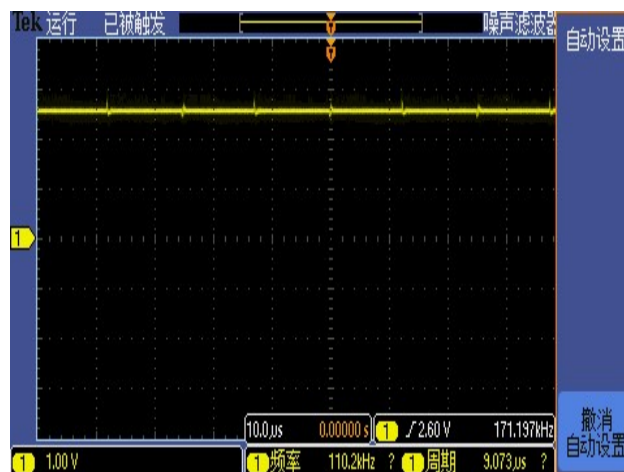 Tek 运行 已被触发 噪声滤波器
自动设置
1
10.0μs 0.00000 s 1 2.60 V 171.197kHz
1 1.00 V 1 频率 110.2kHz ? 1 周期 9.073μs ?
撤消
自动设置